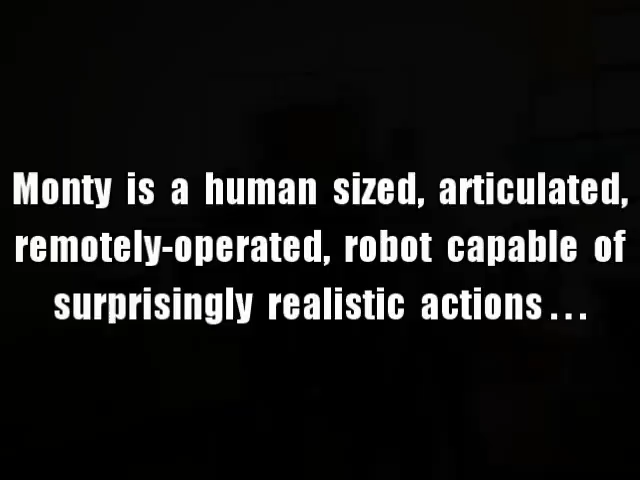 Monty is a human sized, articulated,
remotely-operated, robot capable of
surprisingly realistic actions...